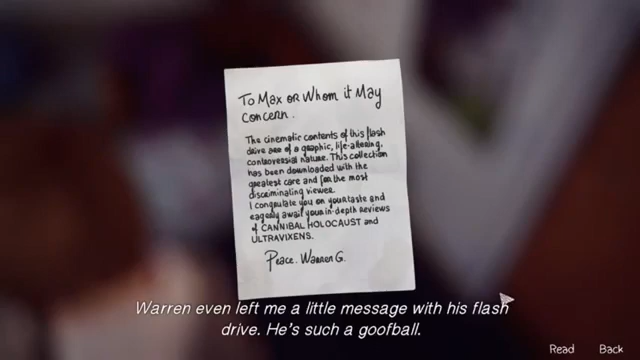 To Max or Whom it May
Concern.
The cinematic contents of this flash
drive are of a graphic, life-altering,
controversial nature. This collection
has been downloaded with the
greatest care and for the most
discriminating viewer.
I congratulate you on your taste and
eagerly await your in-depth reviews
of CANNIBAL HOLOCAUST and
ULTRAVIXENS.
Peace. Warren G.
Warren even left me a little message with his flash
drive. He's such a goofball.
Read Back